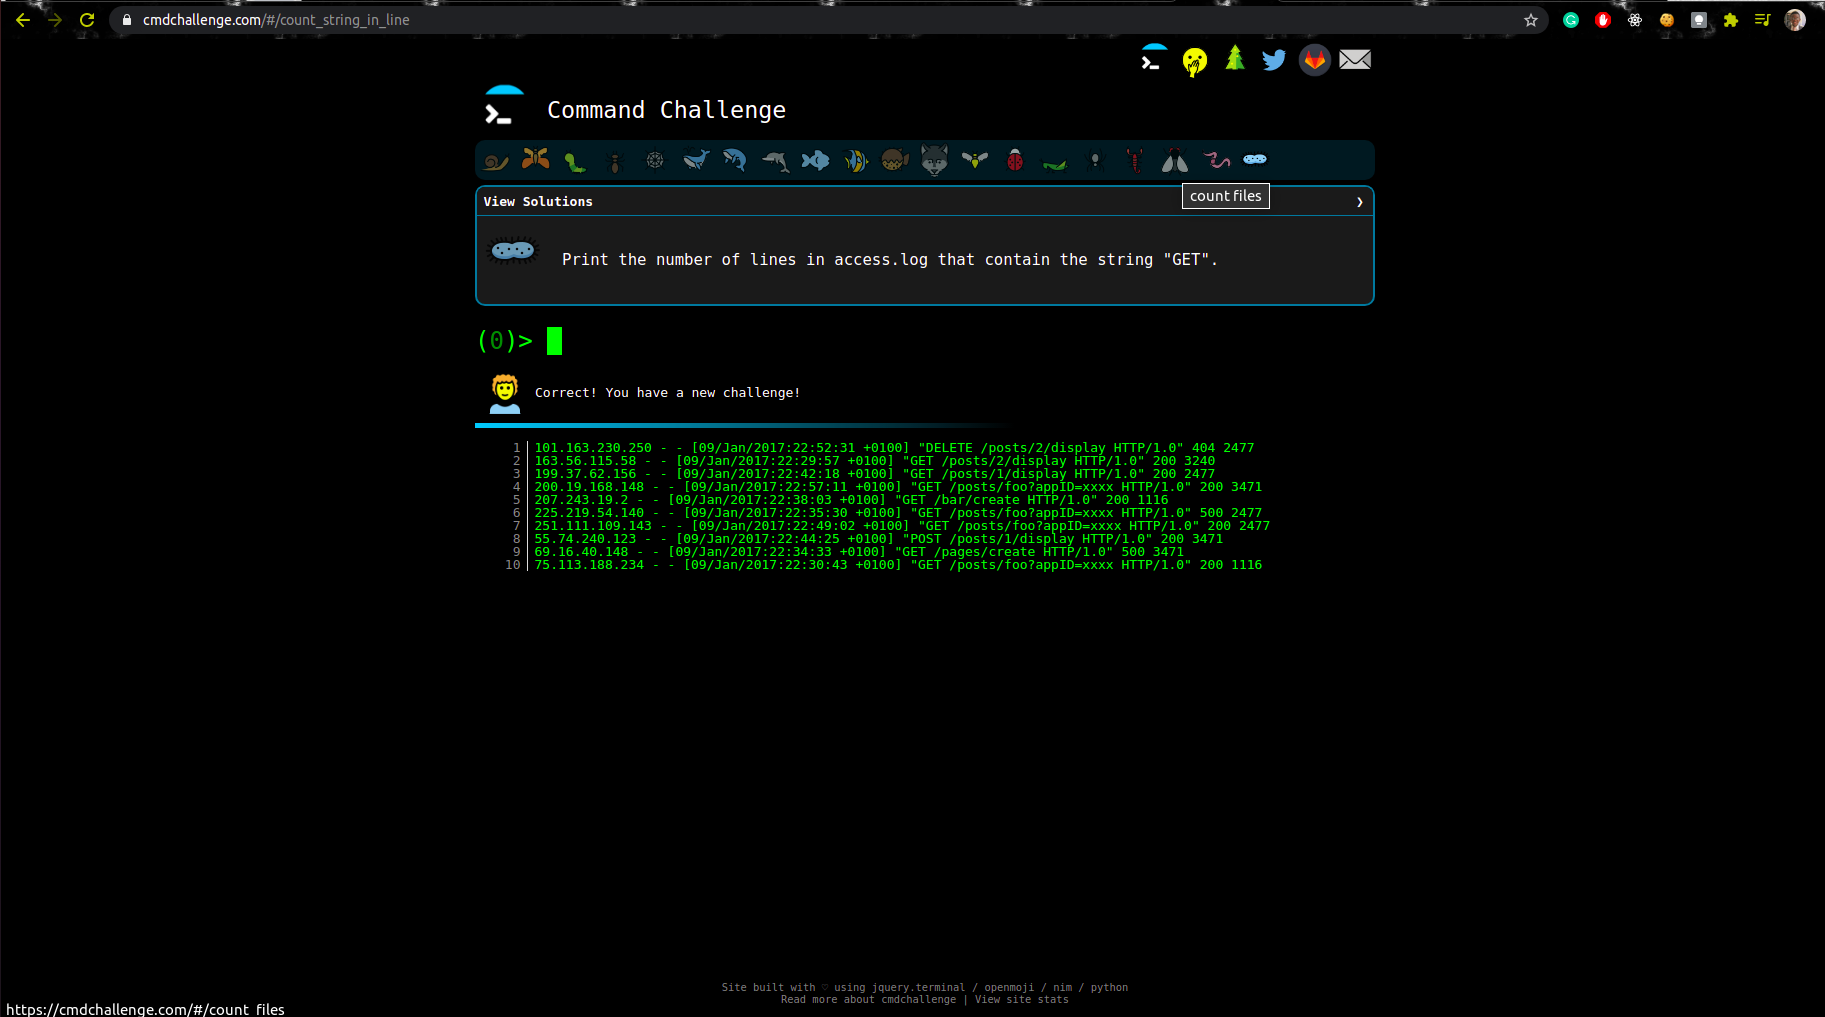 cmdchallenge.com/#/count_string_in_line
Command Challenge
count files
View Solutions
Print the number of lines in access.log that contain the string "GET".
(0)>
Correct! You have a new challenge!
1 101.163.230.250 - - [09/Jan/2017:22:52:31 +0100] "DELETE /posts/2/display HTTP/1.0" 404 2477
2 163.56.115.58 - - [09/Jan/2017:22:29:57 +0100] "GET /posts/2/display HTTP/1.0" 200 3240
3 199.37.62.156 - - [09/Jan/2017:22:42:18 +0100] "GET /posts/1/display HTTP/1.0" 200 2477
4 200.19.168.148 - - [09/Jan/2017:22:57:11 +0100] "GET /posts/foo?appID=xxxx HTTP/1.0" 200 3471
5 207.243.19.2 - - [09/Jan/2017:22:38:03 +0100] "GET /bar/create HTTP/1.0" 200 1116
6 225.219.54.140 - - [09/Jan/2017:22:35:30 +0100] "GET /posts/foo?appID=xxxx HTTP/1.0" 500 2477
7 251.111.109.143 - - [09/Jan/2017:22:49:02 +0100] "GET /posts/foo?appID=xxxx HTTP/1.0" 200 2477
8 55.74.240.123 - - [09/Jan/2017:22:44:25 +0100] "POST /posts/1/display HTTP/1.0" 200 3471
9 69.16.40.148 - - [09/Jan/2017:22:34:33 +0100] "GET /pages/create HTTP/1.0" 500 3471
10 75.113.188.234 - - [09/Jan/2017:22:30:43 +0100] "GET /posts/foo?appID=xxxx HTTP/1.0" 200 1116
Site built with ♡ using jquery.terminal / openmoji / nim / python
Read more about cmdchallenge | View site stats
https://cmdchallenge.com/#/count_files